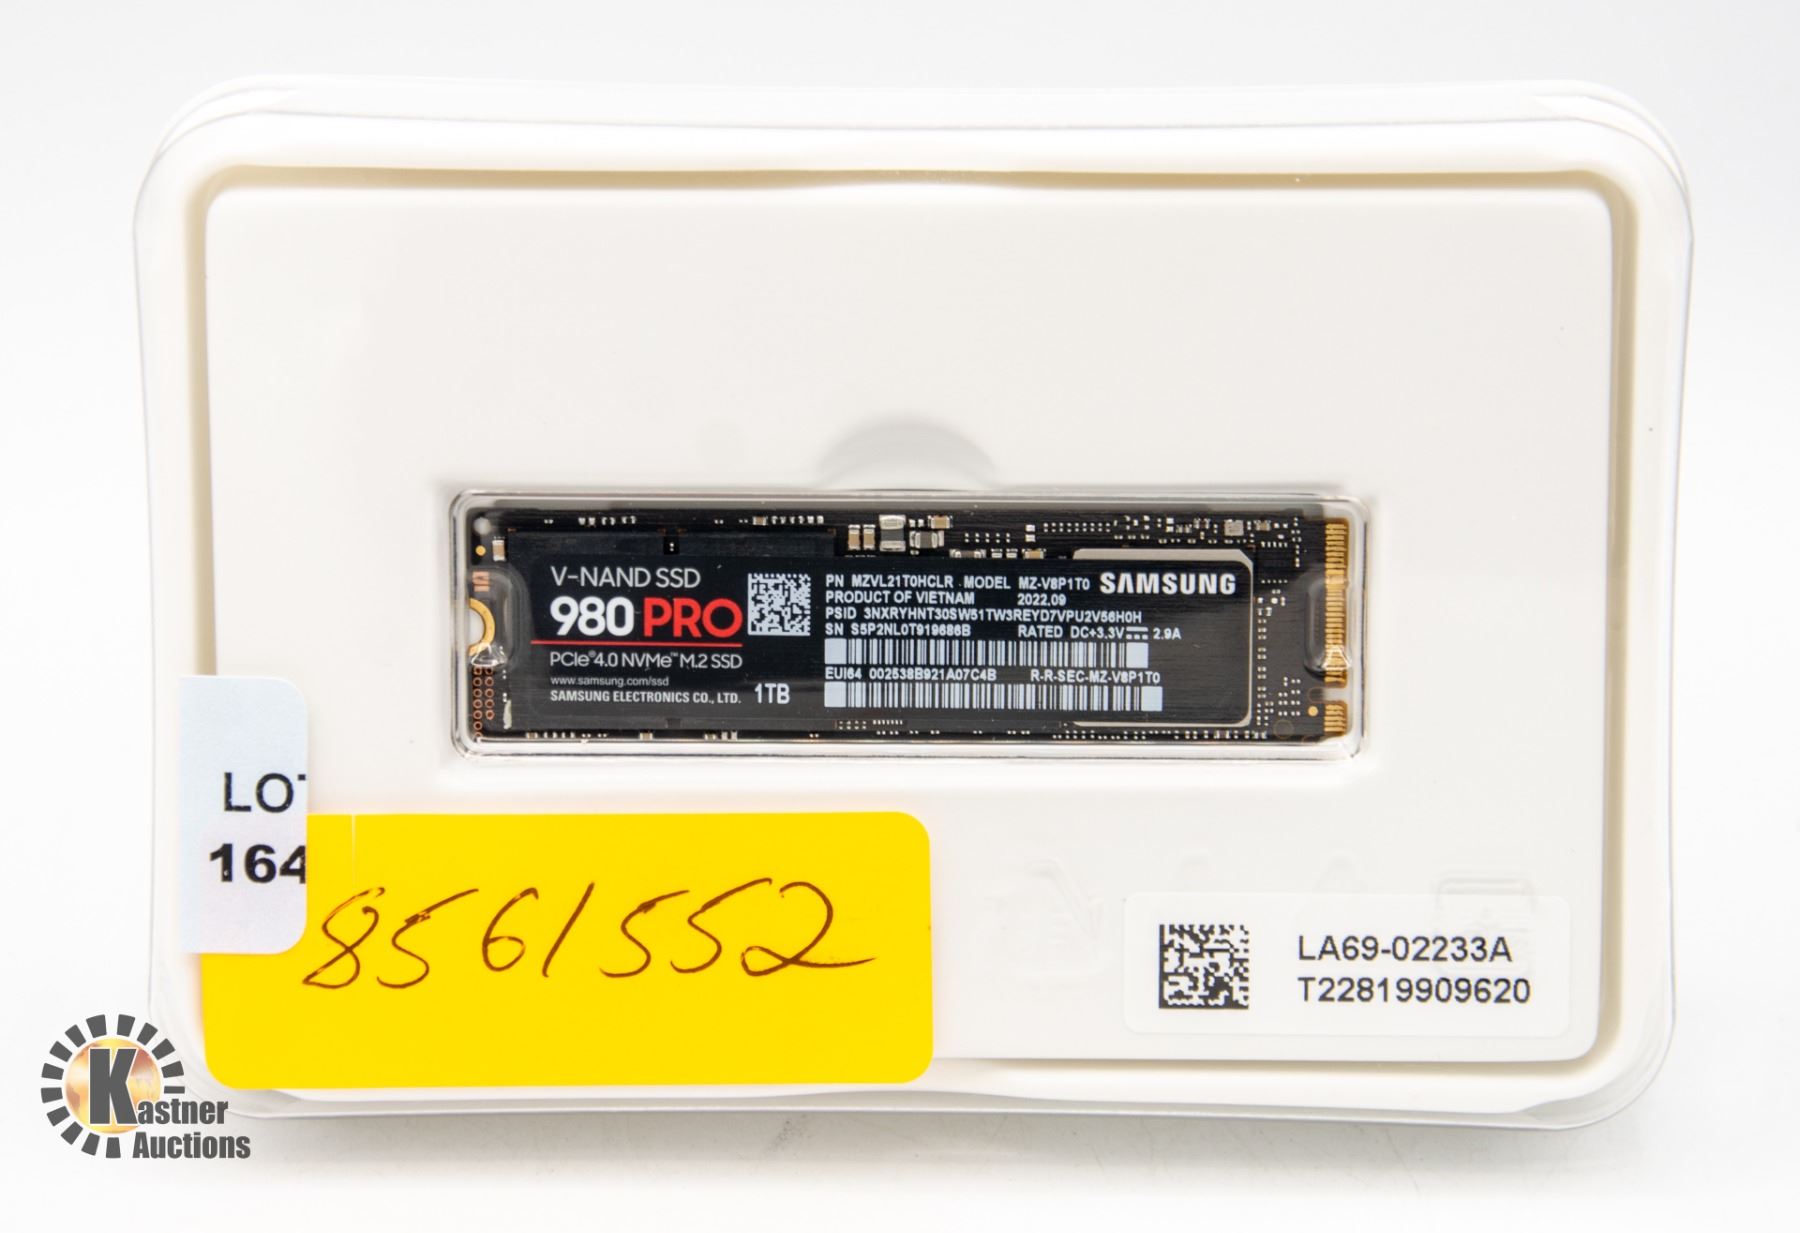 V-NAND SSD
980 PRO
PCIe®4.0 NVMe™ M.2 SSD
www.samsung.com/ssd
SAMSUNG ELECTRONICS CO., LTD. 1TB
PN MZVL21T0HCLR MODEL MZ-V8P1T0 SAMSUNG
PRODUCT OF VIETNAM 2022.09
PSID 3NXRYHNT30SW51TW3REYD7VPU2V56H0H
SN S5P2NL0T919686B RATED DC+3.3V⎓ 2.9A
EUI64 002538B921A07C4B R-R-SEC-MZ-V8P1T0
LOT
164
8561552
LA69-02233A
T22819909620
Kastner
Auctions